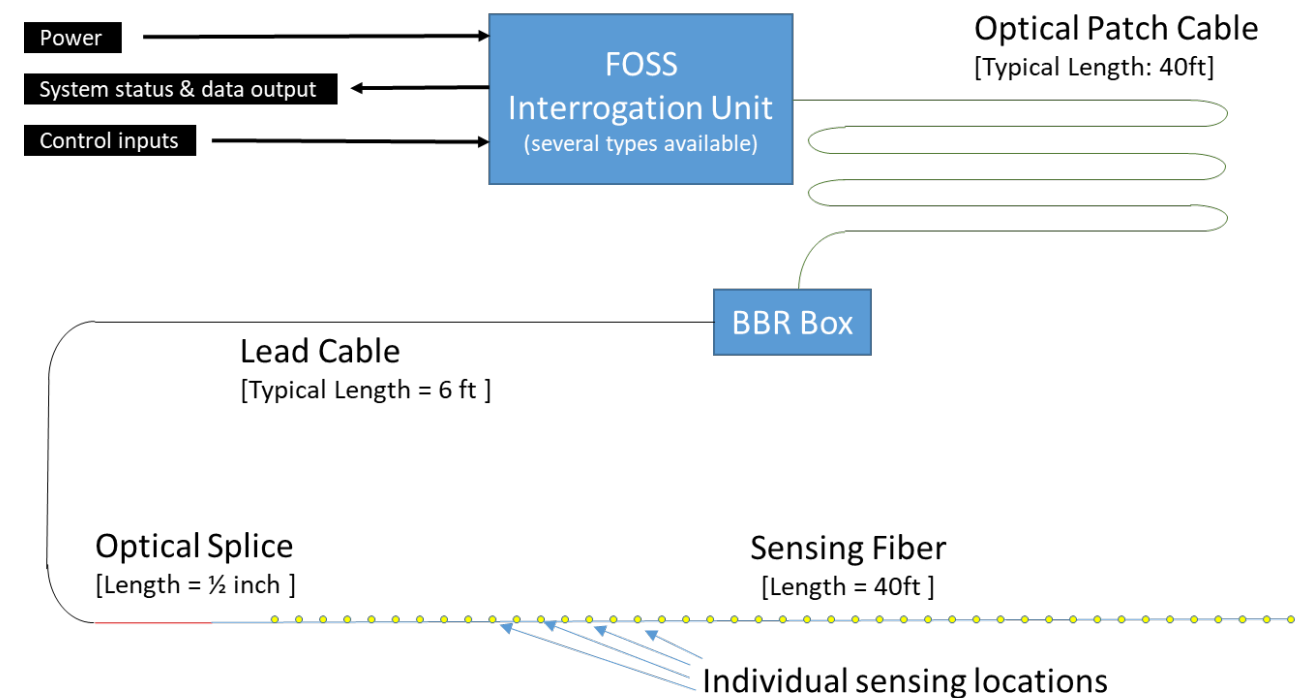 Power
System status & data output
Control inputs
FOSS
Interrogation Unit
(several types available)
Optical Patch Cable
[Typical Length: 40ft]
BBR Box
Lead Cable
[Typical Length = 6 ft ]
Optical Splice
[Length = ½ inch ]
Sensing Fiber
[Length = 40ft ]
Individual sensing locations